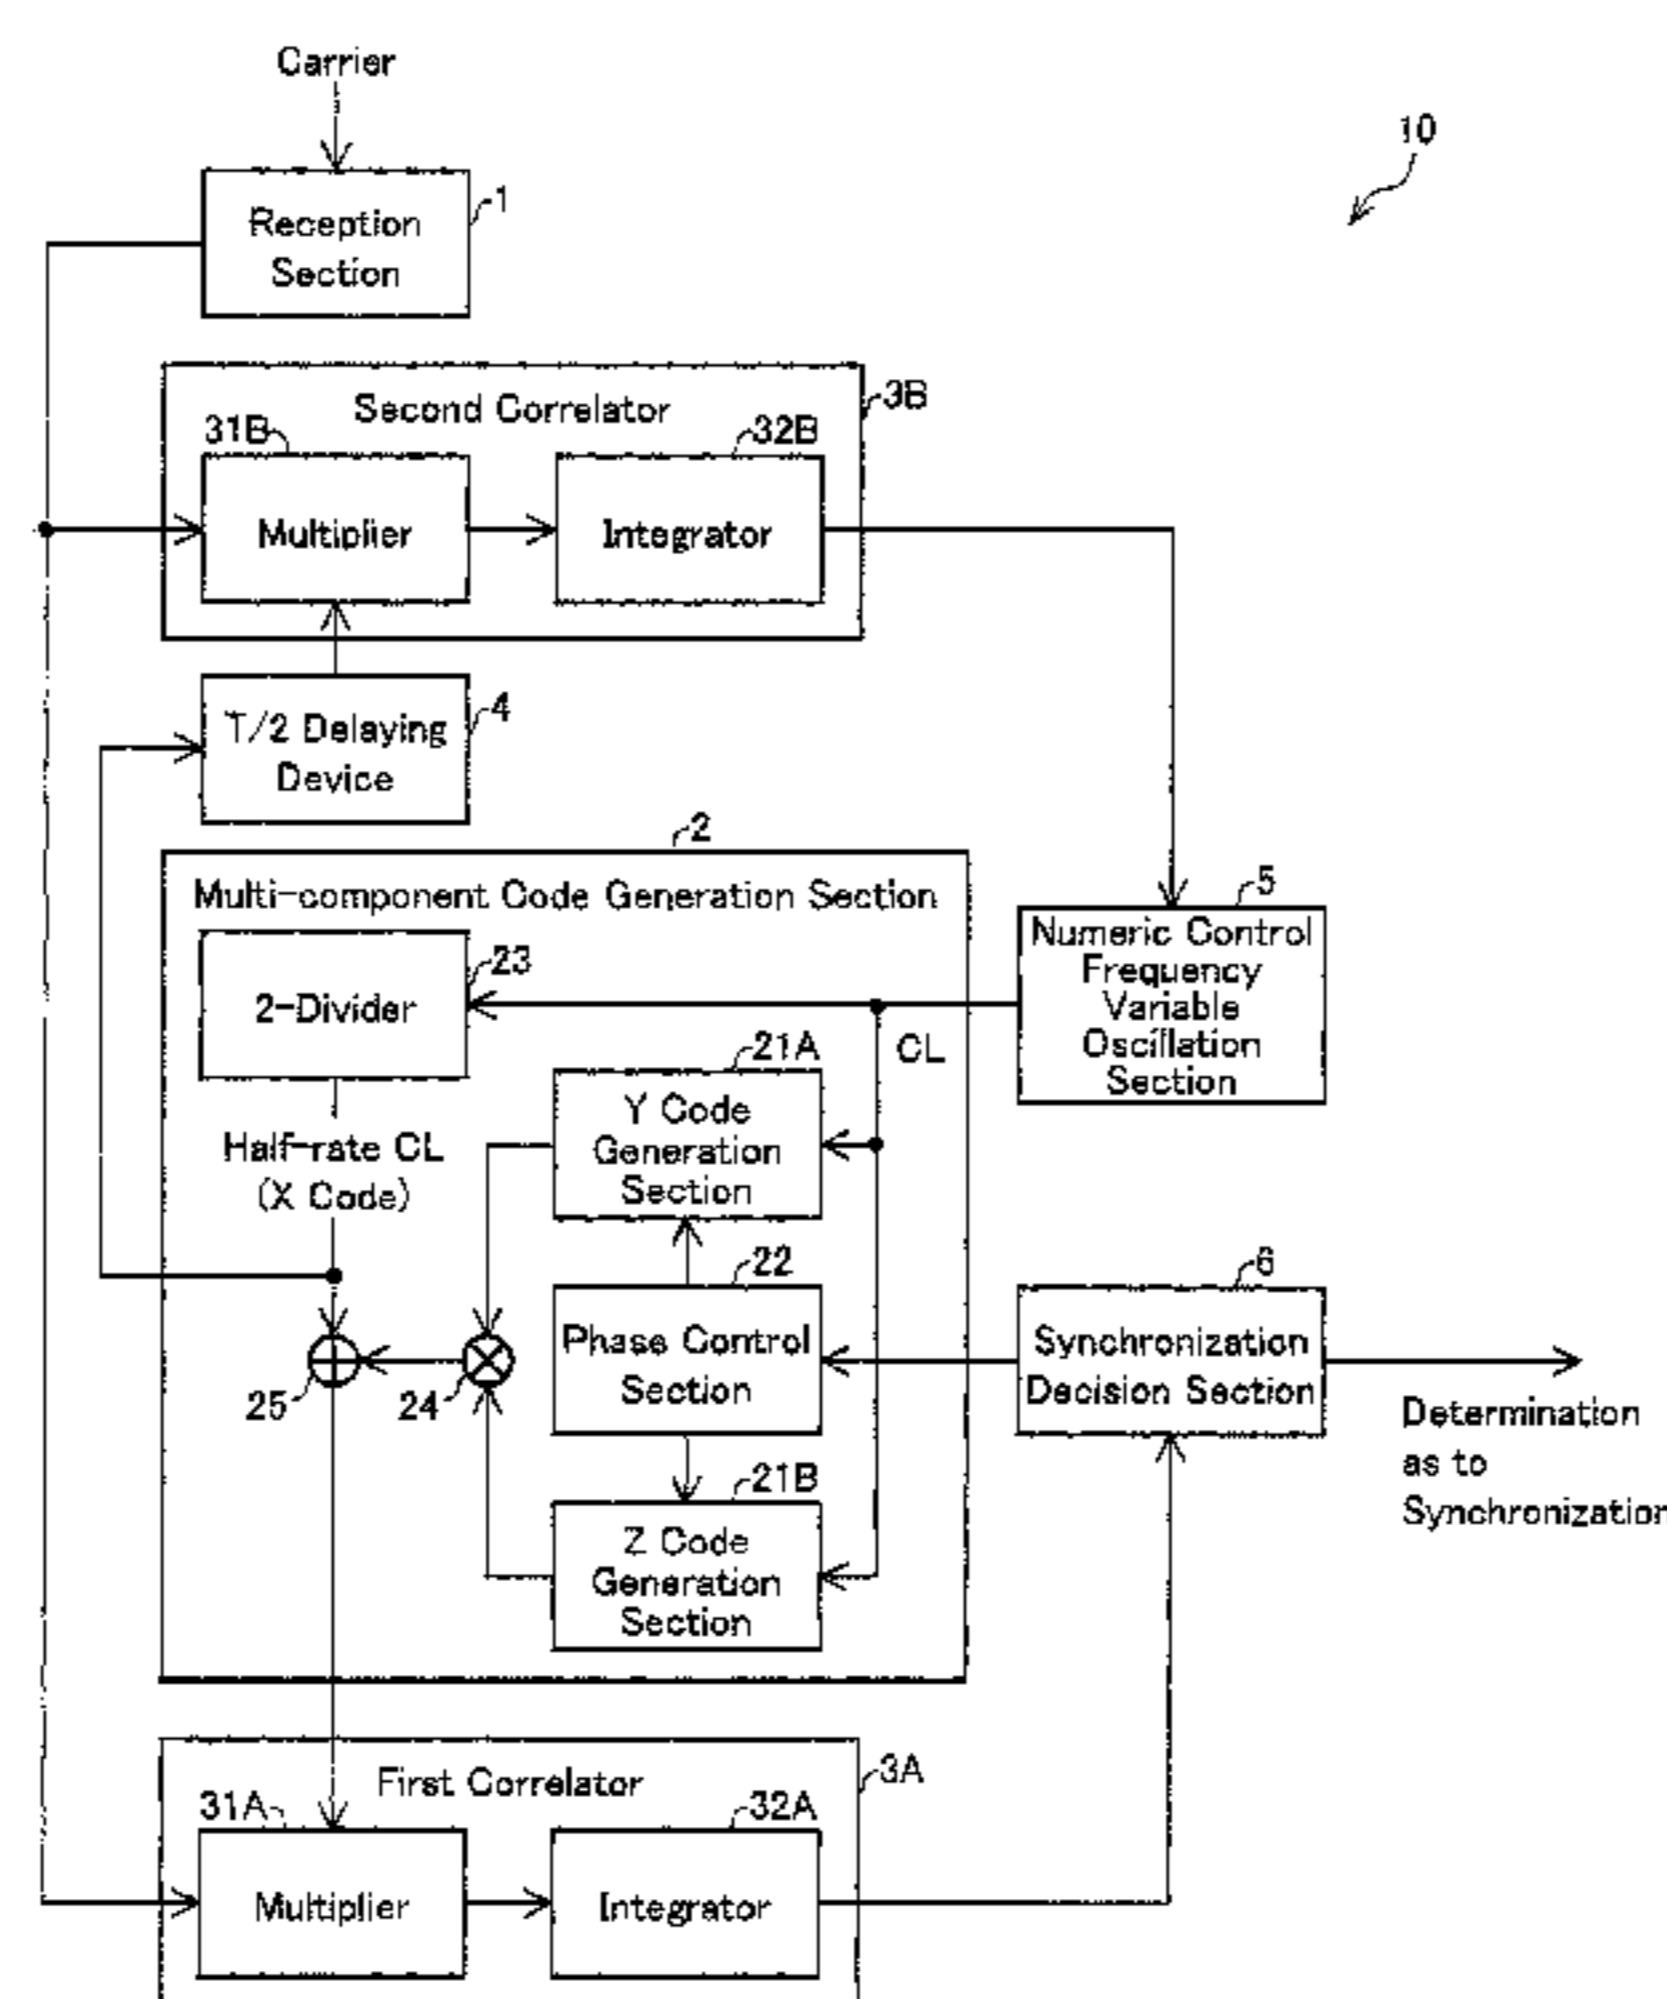 Carrier
10
Reception
Section
1
Second Correlator
3B
31B
32B
Multiplier
Integrator
T/2 Delaying
Device
4
2
Multi-component Code Generation Section
5
Numeric Control
Frequency
Variable
Oscillation
Section
23
2-Divider
CL
21A
Y Code
Generation
Section
Half-rate CL
(X Code)
22
Phase Control
Section
6
Synchronization
Decision Section
25
24
Determination
as to
Synchronization
21B
Z Code
Generation
Section
First Correlator
3A
31A
32A
Multiplier
Integrator